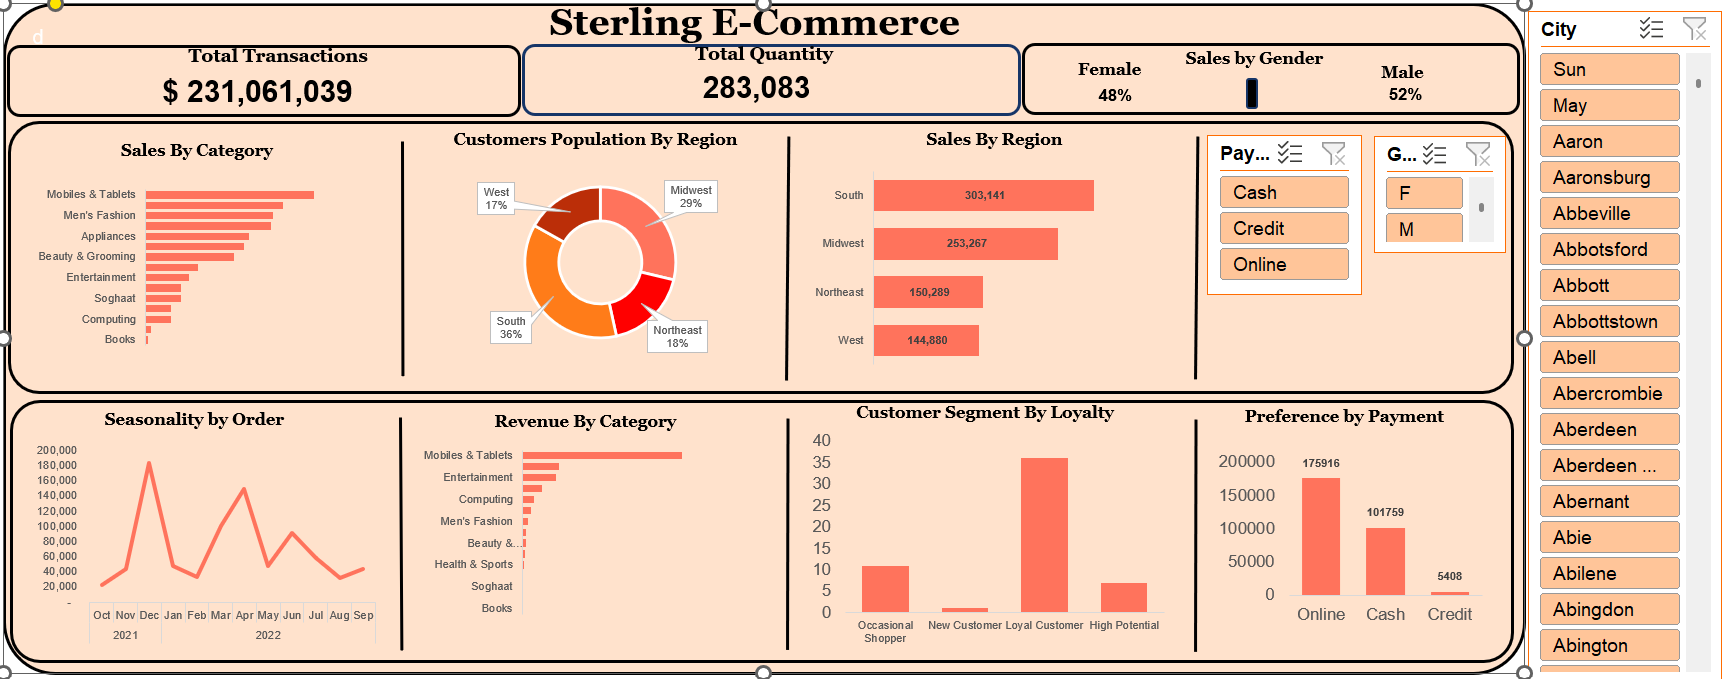 Sterling E-Commerce
d
Total Transactions
$ 231,061,039
Total Quantity
283,083
Sales by Gender
Female
48%
Male
52%
Sales By Category
Mobiles & Tablets
Men's Fashion
Appliances
Beauty & Grooming
Entertainment
Soghaat
Computing
Books
Customers Population By Region
West
17%
Midwest
29%
South
36%
Northeast
18%
Sales By Region
South
303,141
Midwest
253,267
Northeast
150,289
West
144,880
Pay...
Cash
Credit
Online
G...
F
M
Seasonality by Order
200,000
180,000
160,000
140,000
120,000
100,000
80,000
60,000
40,000
20,000
-
Oct Nov Dec Jan Feb Mar Apr May Jun Jul Aug Sep
2021 2022
Revenue By Category
Mobiles & Tablets
Entertainment
Computing
Men's Fashion
Beauty &...
Health & Sports
Soghaat
Books
Customer Segment By Loyalty
40
35
30
25
20
15
10
5
0
Occasional
Shopper
New Customer
Loyal Customer
High Potential
Preference by Payment
200000
150000
100000
50000
0
175916
101759
5408
Online
Cash
Credit
City
Sun
May
Aaron
Aaronsburg
Abbeville
Abbotsford
Abbott
Abbottstown
Abell
Abercrombie
Aberdeen
Aberdeen ...
Abernant
Abie
Abilene
Abingdon
Abington